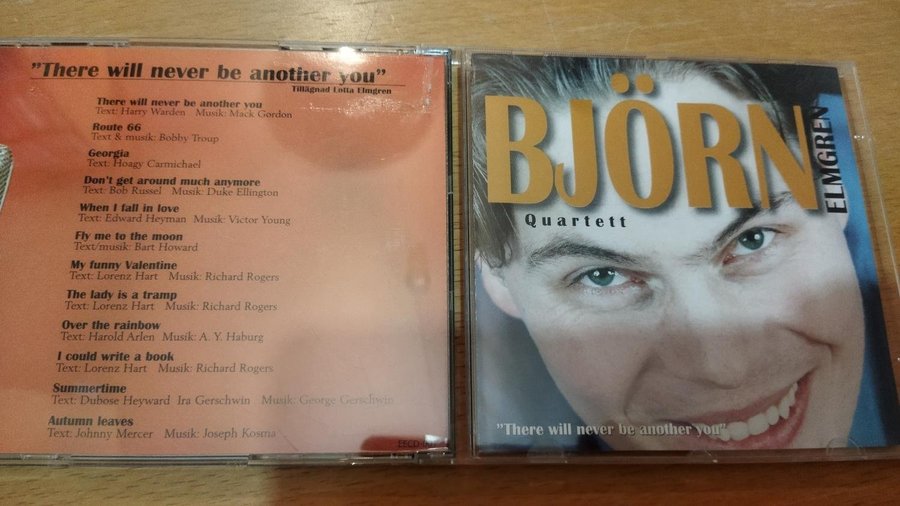 "There will never be another you"
Tillägnad Lotta Elmgren
There will never be another you
Text: Harry Warden Musik: Mack Gordon
Route 66
Text & musik: Bobby Troup
Georgia
Text: Hoagy Carmichael
Don't get around much anymore
Text: Bob Russel Musik: Duke Ellington
When I fall in love
Text: Edward Heyman Musik: Victor Young
Fly me to the moon
Text/musik: Bart Howard
My funny Valentine
Text: Lorenz Hart Musik: Richard Rogers
The lady is a tramp
Text: Lorenz Hart Musik: Richard Rogers
Over the rainbow
Text: Harold Arlen Musik: A. Y. Haburg
I could write a book
Text: Lorenz Hart Musik: Richard Rogers
Summertime
Text: Dubose Heyward Ira Gerschwin Musik: George Gerschwin
Autumn leaves
Text: Johnny Mercer Musik: Joseph Kosma
BJÖRN
ELMGREN
Quartett
"There will never be another you"